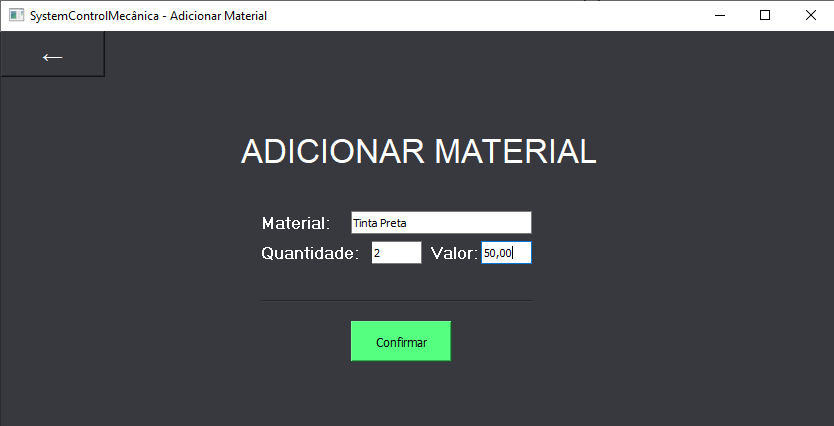 SystemControlMecânica - Adicionar Material
←
ADICIONAR MATERIAL
Material: Tinta Preta
Quantidade: 2 Valor: 50,00
Confirmar